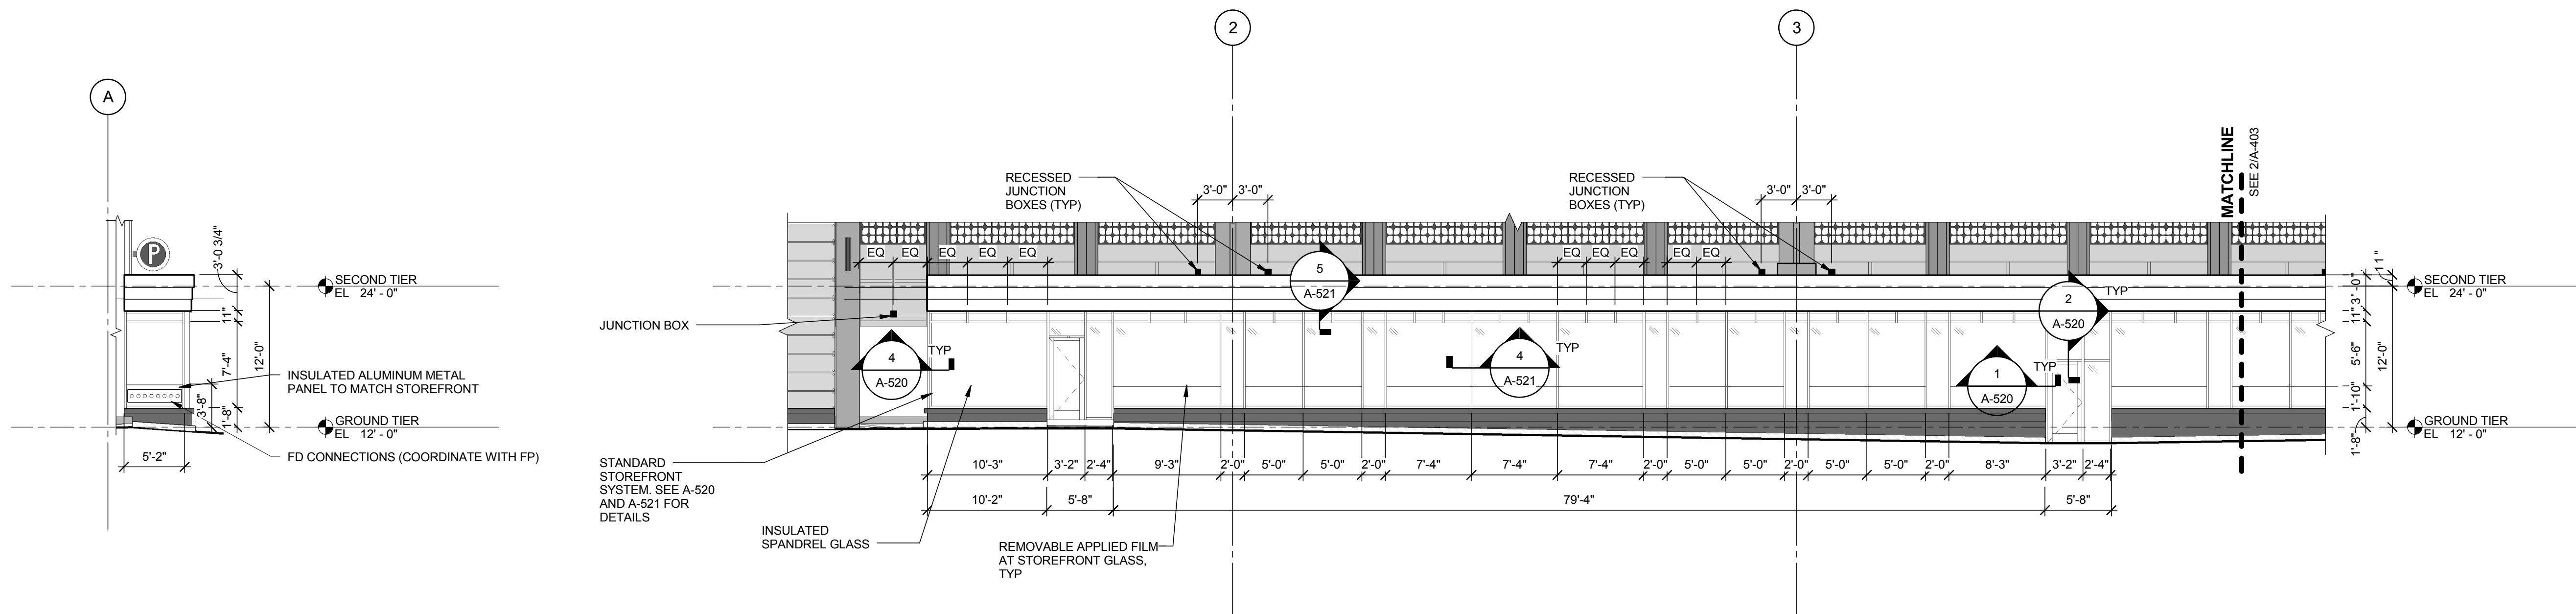 A
P
3'-0 3/4"
SECOND TIER
EL 24' - 0"
11"
7'-4"
12'-0"
INSULATED ALUMINUM METAL
PANEL TO MATCH STOREFRONT
3'-8"
1'-8"
GROUND TIER
EL 12' - 0"
FD CONNECTIONS (COORDINATE WITH FP)
5'-2"
2
3
MATCHLINE
SEE 2/A-403
RECESSED
JUNCTION
BOXES (TYP)
3'-0" 3'-0"
RECESSED
JUNCTION
BOXES (TYP)
3'-0" 3'-0"
EQ EQ EQ EQ EQ
EQ EQ EQ EQ EQ
5
A-521
2
A-520
TYP
JUNCTION BOX
4
A-520
TYP
4
A-521
TYP
1
A-520
TYP
11"
3'-0"
11"
5'-6"
12'-0"
1'-10"
1'-8"
SECOND TIER
EL 24' - 0"
GROUND TIER
EL 12' - 0"
STANDARD
STOREFRONT
SYSTEM. SEE A-520
AND A-521 FOR
DETAILS
10'-3" 3'-2" 2'-4" 9'-3" 2'-0" 5'-0" 5'-0" 2'-0" 7'-4" 7'-4" 7'-4" 2'-0" 5'-0" 5'-0" 2'-0" 5'-0" 5'-0" 2'-0" 8'-3" 3'-2" 2'-4"
10'-2" 5'-8" 79'-4" 5'-8"
INSULATED
SPANDREL GLASS
REMOVABLE APPLIED FILM
AT STOREFRONT GLASS,
TYP